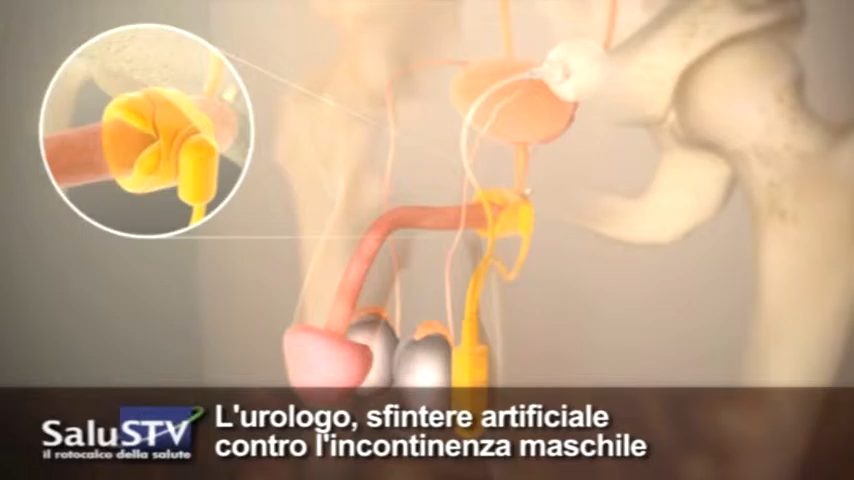 L'urologo, sfintere artificiale
contro l'incontinenza maschile
SaluSTV
il rotocalco della salute